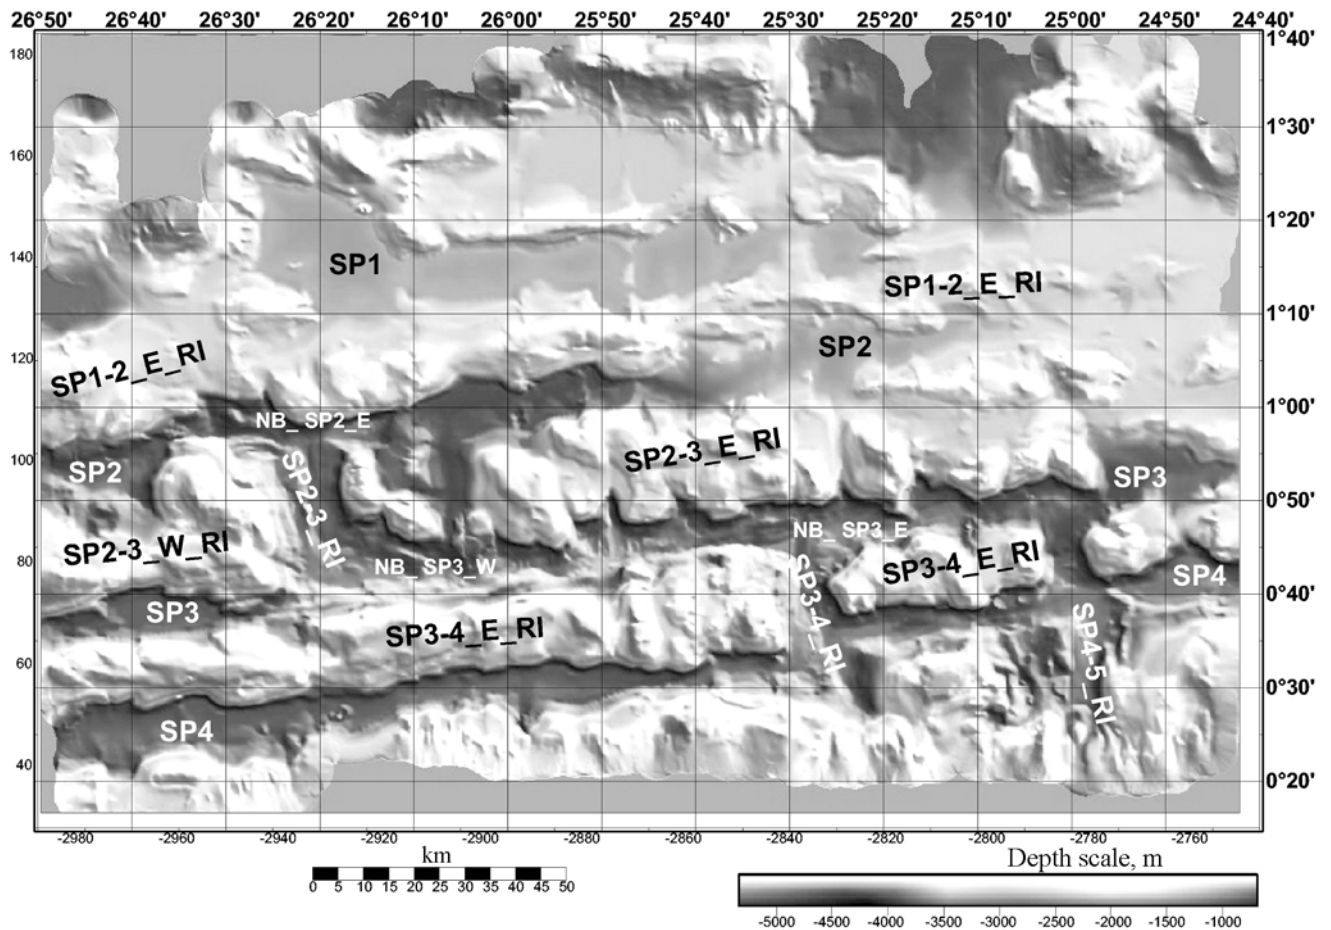 26°50' 26°40' 26°30' 26°20' 26°10' 26°00' 25°50' 25°40' 25°30' 25°20' 25°10' 25°00' 24°50' 24°40'
180 1°40'
1°30'
160
1°20'
SP1
140
SP1-2_E_RI
1°10'
SP2
120
SP1-2_E_RI
1°00'
NB_ SP2_E
SP2-3_E_RI
100
SP2
SP3
SP2-3_RI
0°50'
NB_ SP3_E
SP2-3_W_RI
80
NB_ SP3_W
SP3-4_E_RI
SP4
SP3
0°40'
SP3-4_RI
SP3-4_E_RI
SP4-5_RI
60
0°30'
SP4
40
0°20'
-2980 -2960 -2940 -2920 -2900 -2880 -2860 -2840 -2820 -2800 -2780 -2760
km
0 5 10 15 20 25 30 35 40 45 50
Depth scale, m
-5000 -4500 -4000 -3500 -3000 -2500 -2000 -1500 -1000